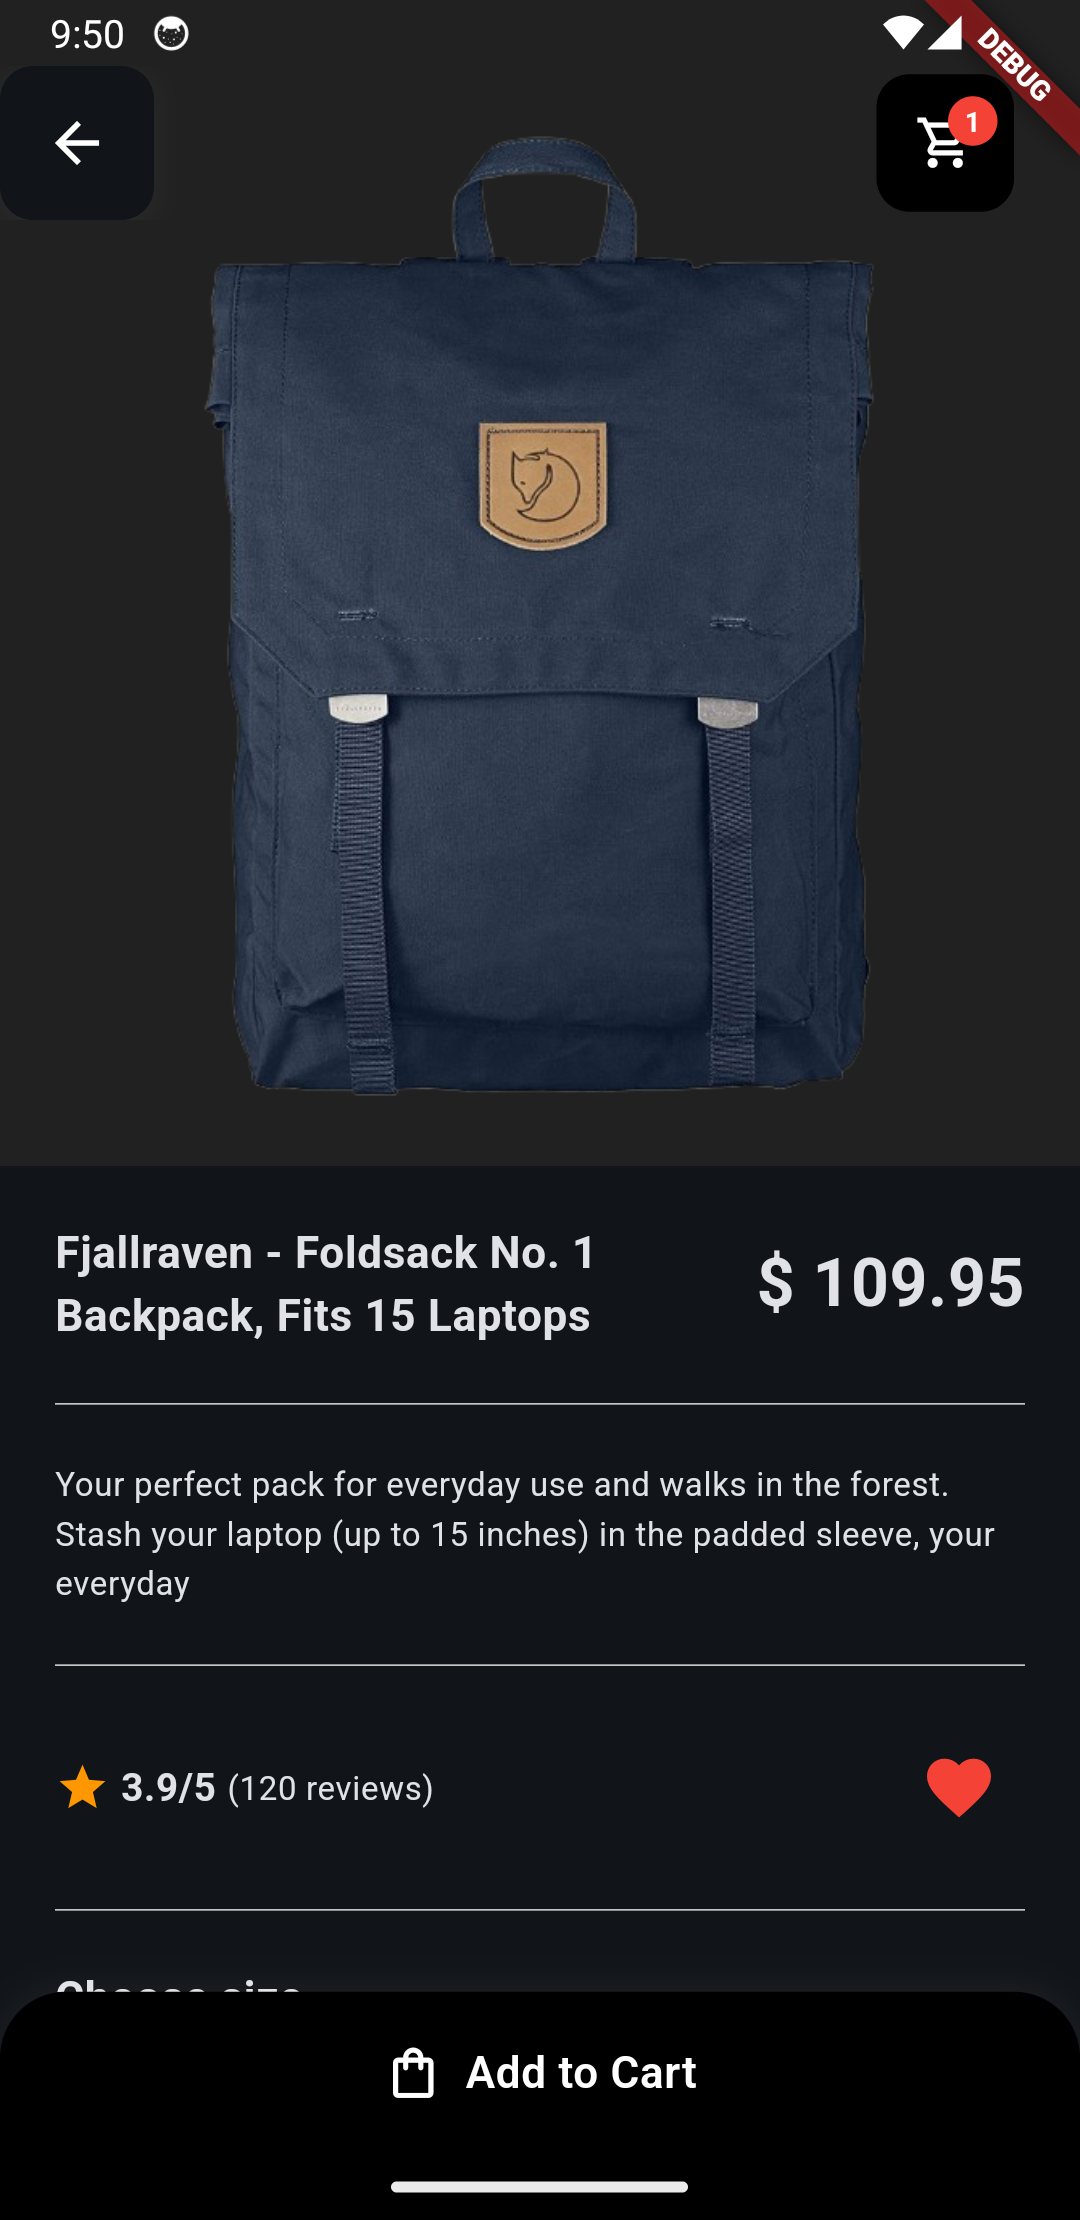 9:50
DEBUG
1
Fjallraven - Foldsack No. 1
Backpack, Fits 15 Laptops
$ 109.95
Your perfect pack for everyday use and walks in the forest.
Stash your laptop (up to 15 inches) in the padded sleeve, your
everyday
3.9/5 (120 reviews)
Choose size
Add to Cart